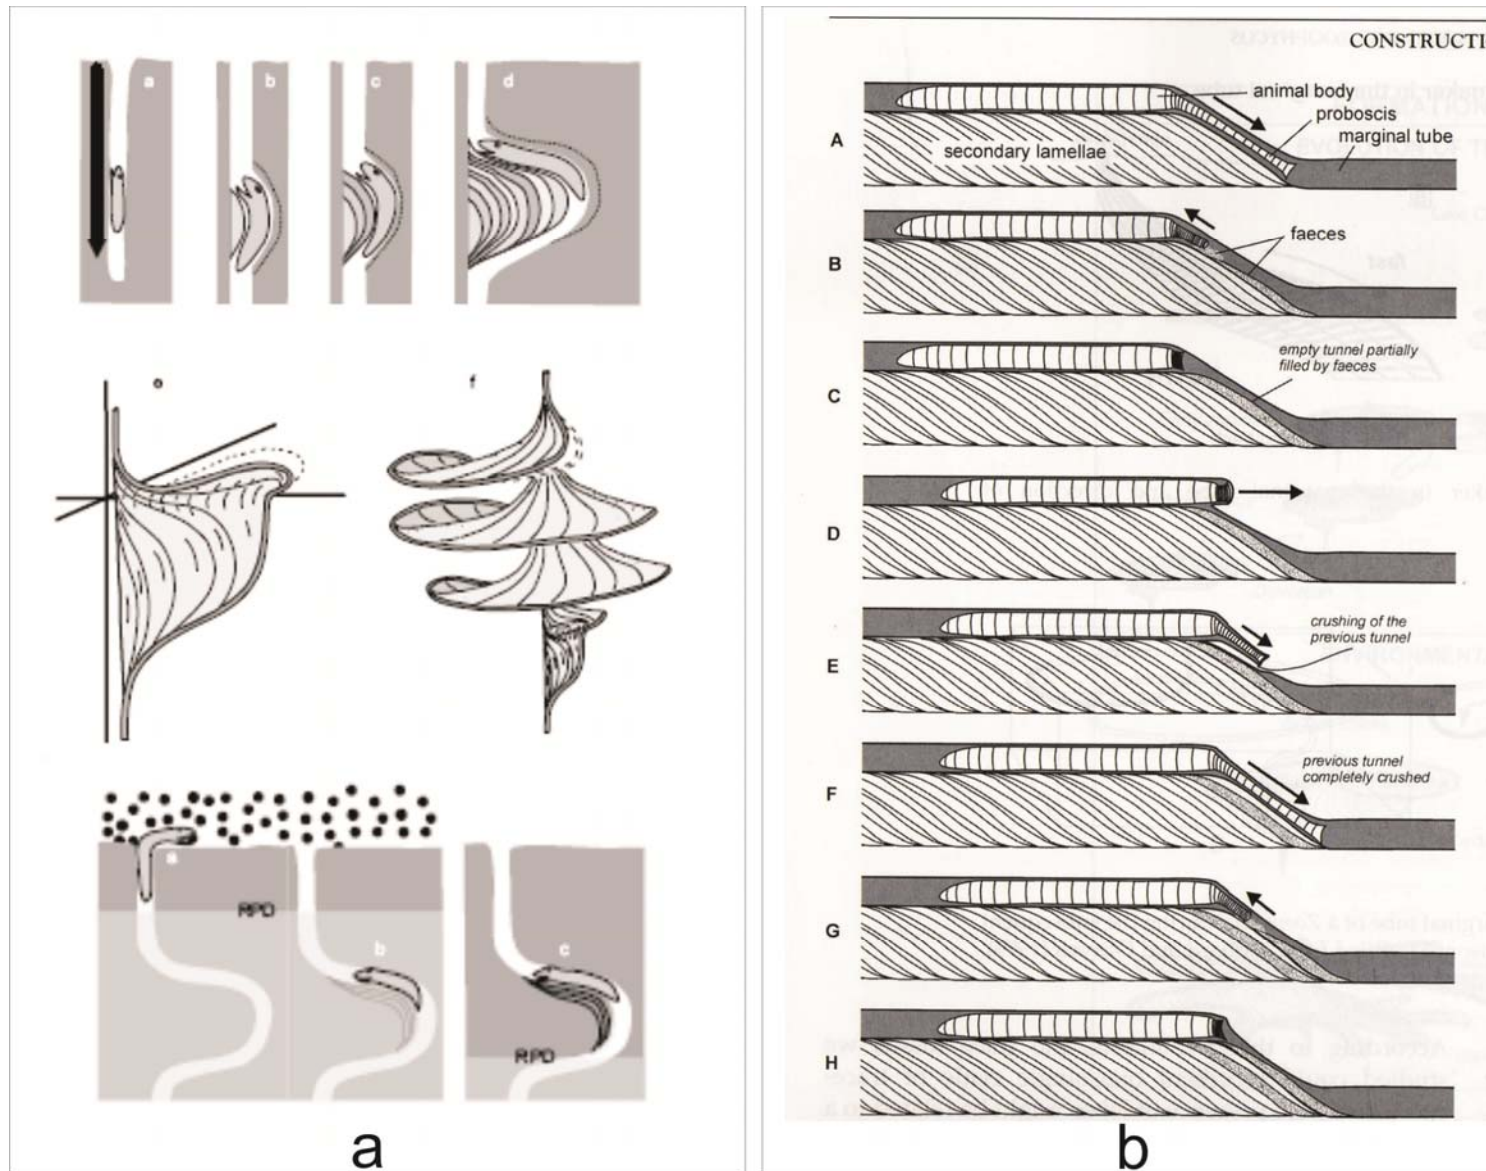 a
b
c
d
e
f
a
RPD
b
c
RPD
a
CONSTRUCTI
animal body
proboscis
marginal tube
A
secondary lamellae
B
faeces
C
empty tunnel partially
filled by faeces
D
E
crushing of the
previous tunnel
F
previous tunnel
completely crushed
G
H
b